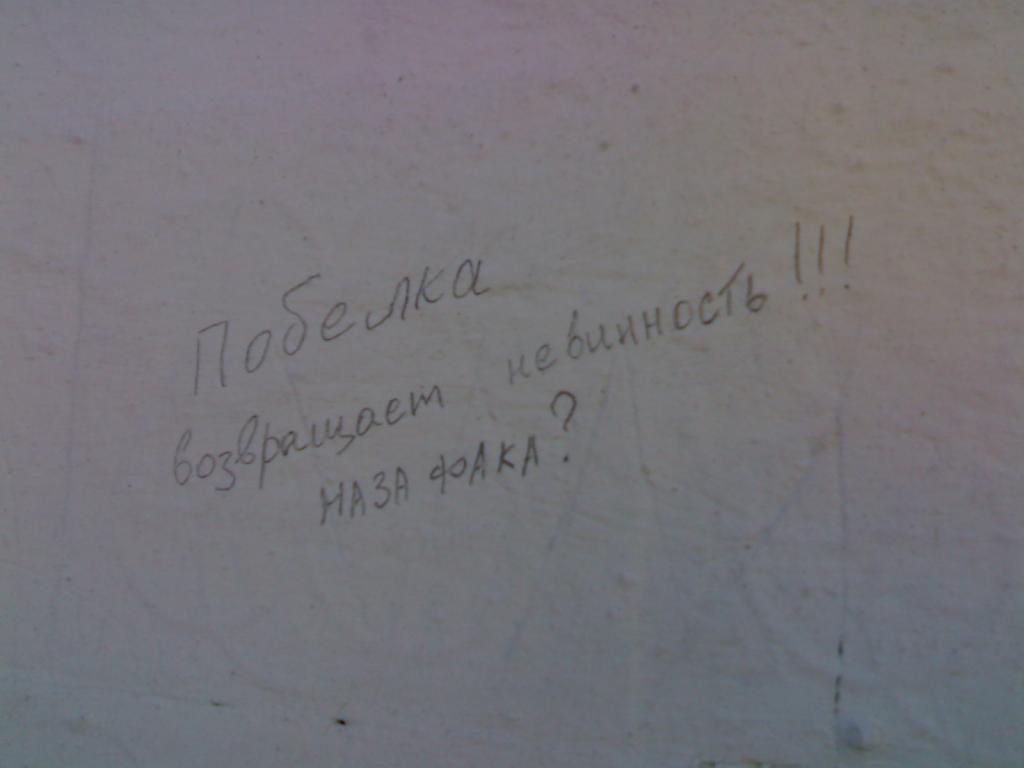 Побелка
возвращает невинность!!!
НАЗА ФАКА?